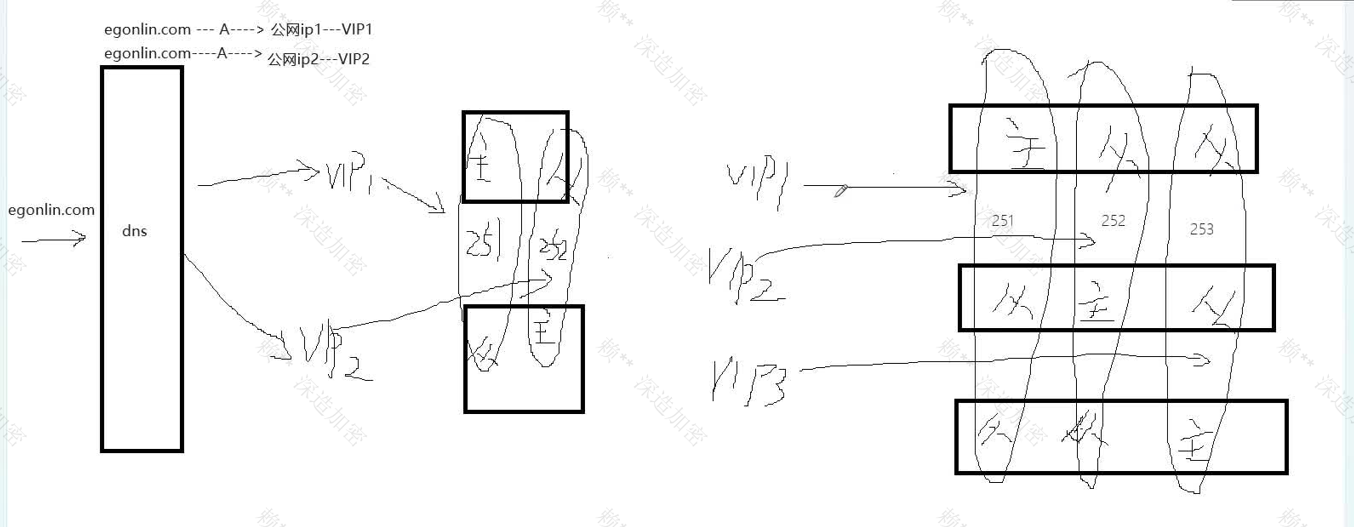 egonlin.com --- A----> 公网ip1---VIP1
egonlin.com----A----> 公网ip2---VIP2
egonlin.com
dns
VIP1
VIP2
主 从
251 252
从 主
VIP1
VIP2
VIP3
主 从 从
251 252 253
从 主 从
从 从 主
赖**
深造加密